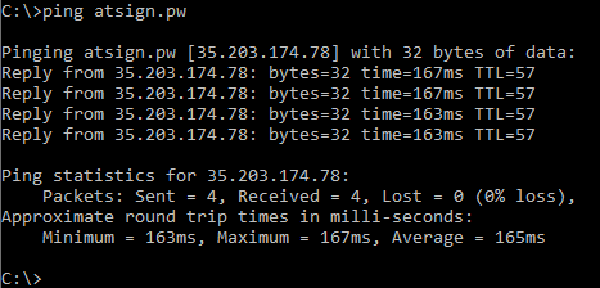 C:\>ping atsign.pw
Pinging atsign.pw [35.203.174.78] with 32 bytes of data:
Reply from 35.203.174.78: bytes=32 time=167ms TTL=57
Reply from 35.203.174.78: bytes=32 time=167ms TTL=57
Reply from 35.203.174.78: bytes=32 time=163ms TTL=57
Reply from 35.203.174.78: bytes=32 time=163ms TTL=57
Ping statistics for 35.203.174.78:
    Packets: Sent = 4, Received = 4, Lost = 0 (0% loss),
Approximate round trip times in milli-seconds:
    Minimum = 163ms, Maximum = 167ms, Average = 165ms
C:\>